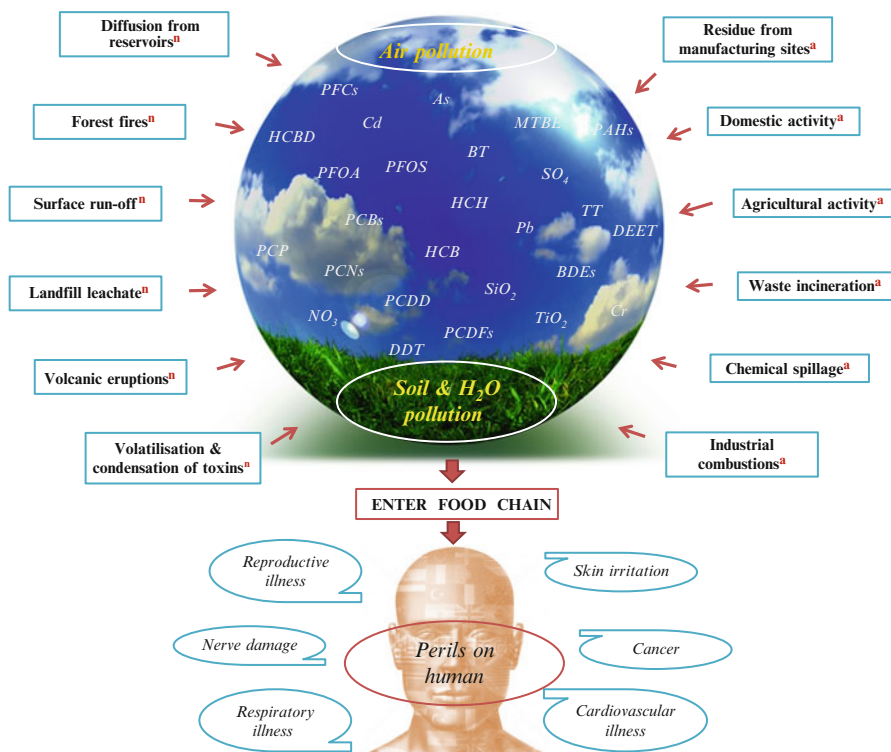 Diffusion from
reservoirsⁿ
Forest firesⁿ
Surface run-off ⁿ
Landfill leachateⁿ
Volcanic eruptionsⁿ
Volatilisation &
condensation of toxinsⁿ
Air pollution
PFCs
As
Cd
MTBE
PAHs
HCBD
BT
PFOA
PFOS
SO₄
HCH
TT
PCBs
Pb
DEET
PCP
HCB
PCNs
BDEs
SiO₂
PCDD
NO₃
TiO₂
Cr
PCDFs
DDT
Soil & H₂O
pollution
Residue from
manufacturing sitesᵃ
Domestic activityᵃ
Agricultural activityᵃ
Waste incinerationᵃ
Chemical spillageᵃ
Industrial
combustionsᵃ
ENTER FOOD CHAIN
Reproductive
illness
Skin irritation
Nerve damage
Perils on
human
Cancer
Respiratory
illness
Cardiovascular
illness